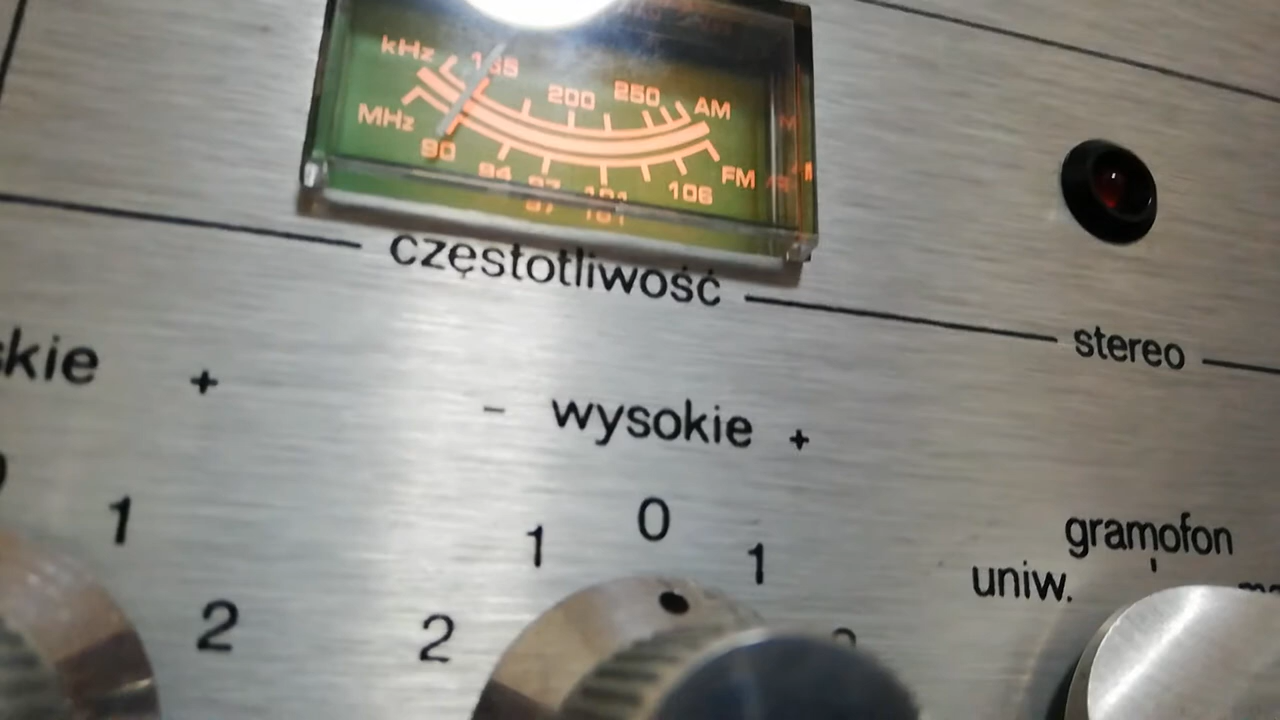 kHz 200 250 AM
MHz 90 94 97 101 106 FM
częstotliwość
stereo
+
- wysokie +
1
1 0 1
2
2
gramofon
uniw.